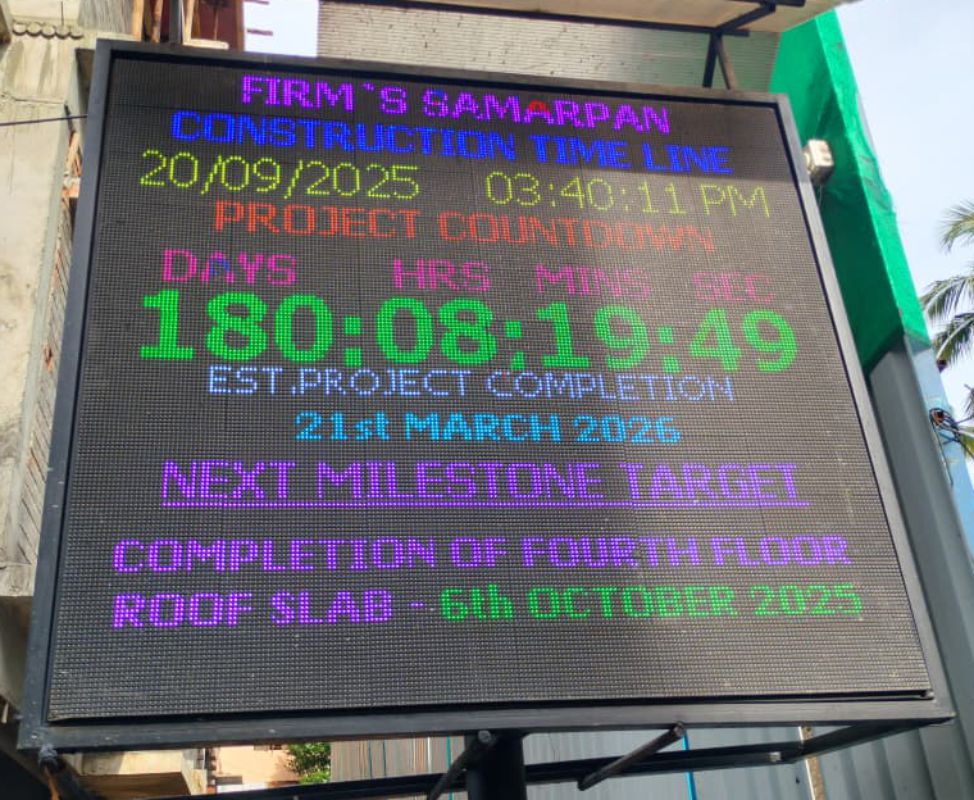 FIRM`S SAMARPAN
CONSTRUCTION TIME LINE
20/09/2025 03:40:11 PM
PROJECT COUNTDOWN
DAYS HRS MINS SEC
180:08:19:49
EST.PROJECT COMPLETION
21st MARCH 2026
NEXT MILESTONE TARGET
COMPLETION OF FOURTH FLOOR
ROOF SLAB - 6th OCTOBER 2025